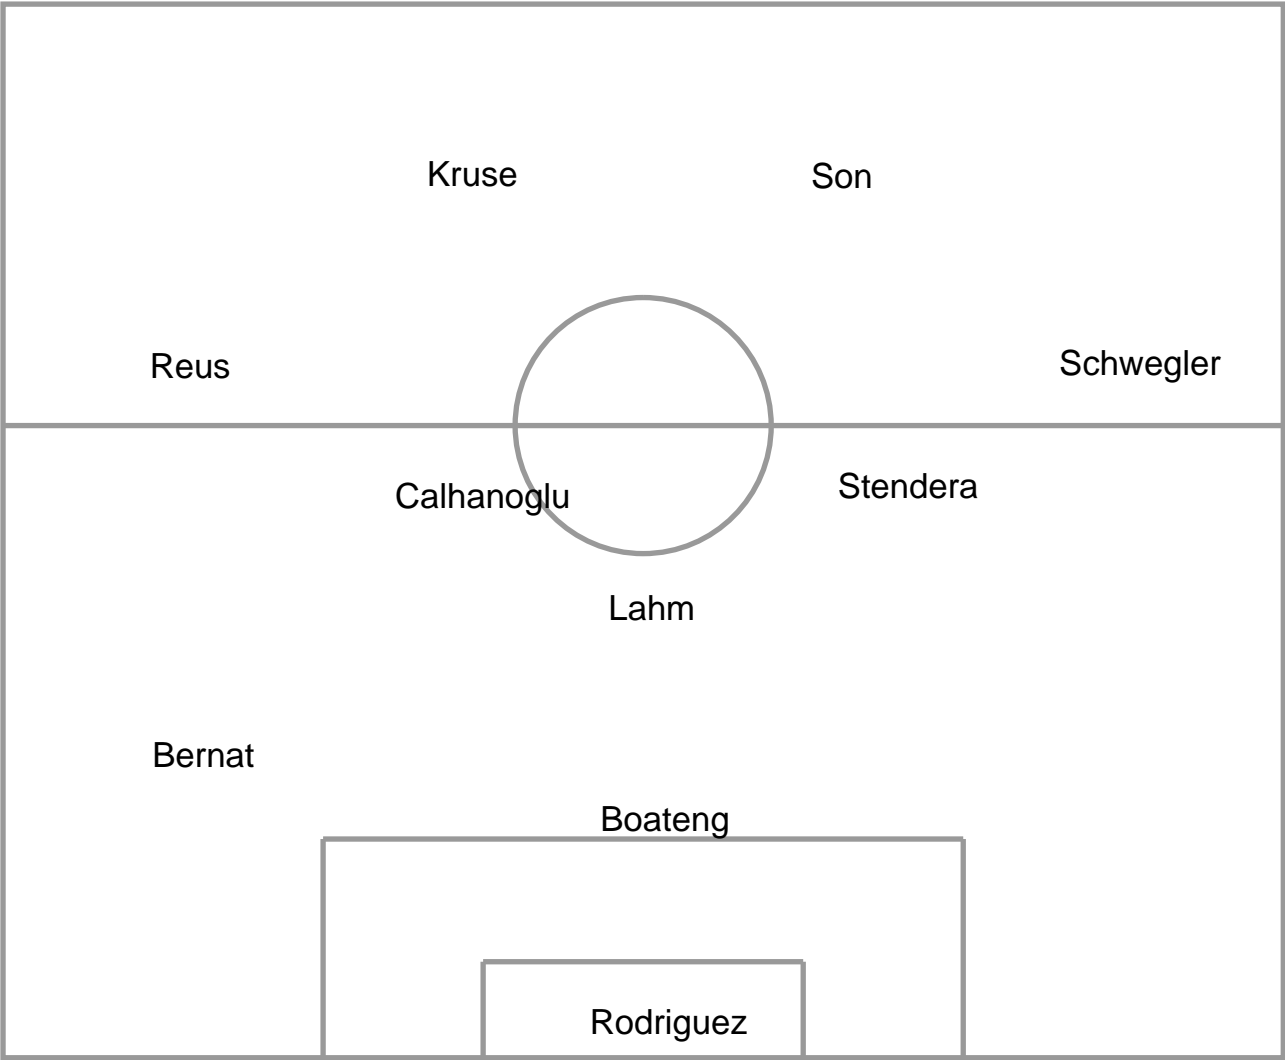 Kruse
Son
Reus
Schwegler
Calhanoglu
Stendera
Lahm
Bernat
Boateng
Rodriguez